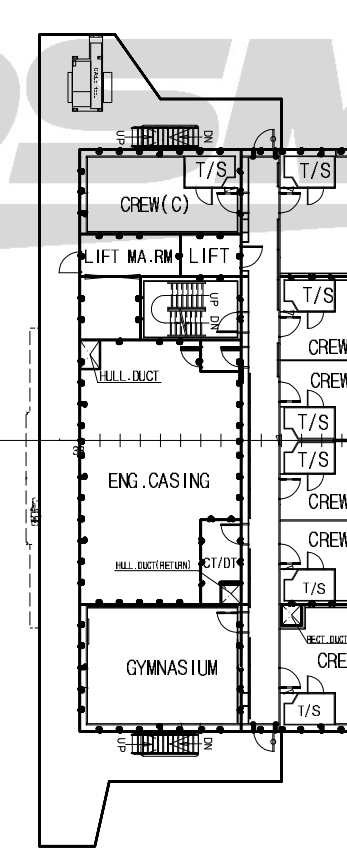 UP
DN
T/S
T/S
CREW(C)
LIFT MA.RM
LIFT
T/S
UP
DN
CREW
HULL.DUCT
CREW
T/S
T/S
ENG.CASING
CREW
CREW
HULL.DUCT(RETURN)
CT/DT
T/S
RECT.DUCT
GYMNASIUM
CRE
T/S
UP
DN